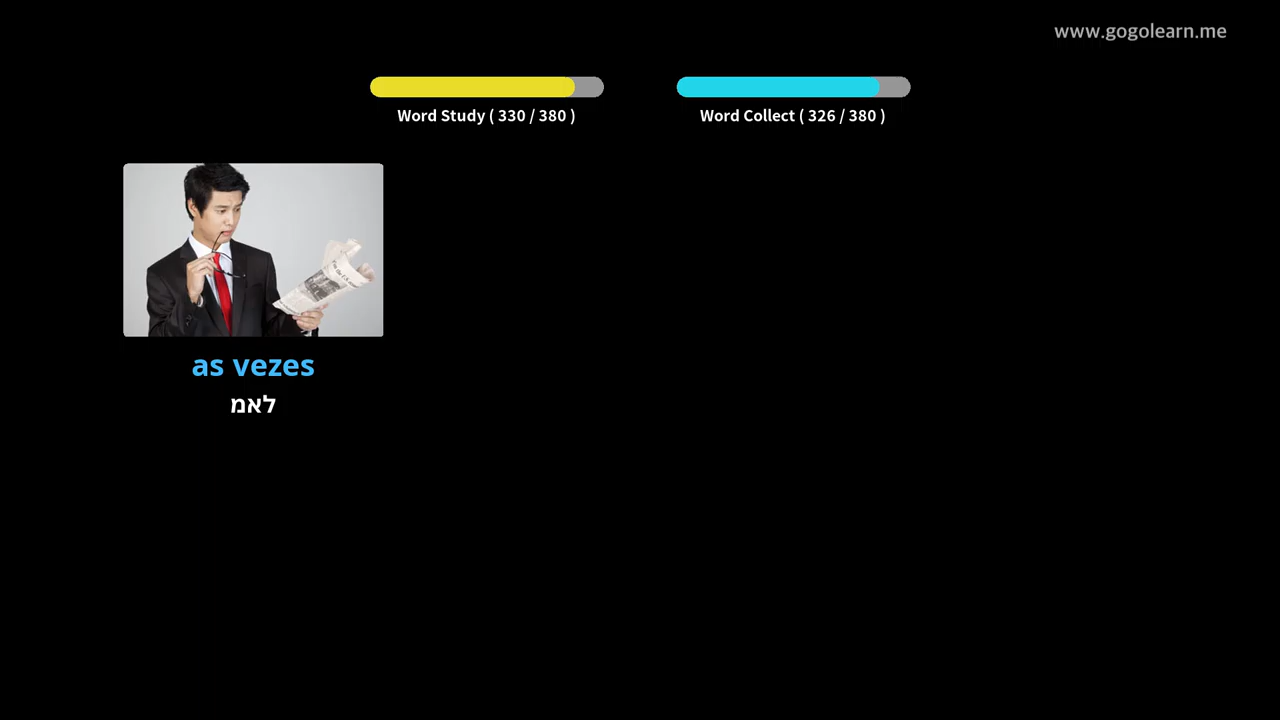 www.gogolearn.me
Word Study ( 330 / 380 )
Word Collect ( 326 / 380 )
as vezes
לאמ